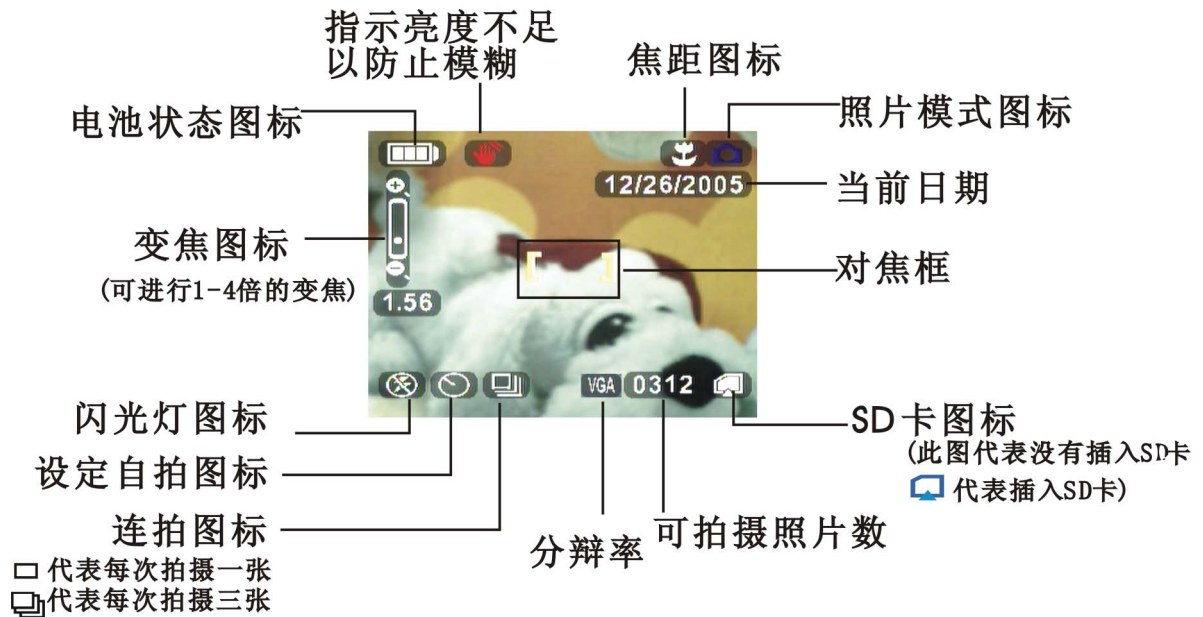 指示亮度不足
以防止模糊
焦距图标
电池状态图标
照片模式图标
12/26/2005
当前日期
变焦图标
(可进行1-4倍的变焦)
1.56
对焦框
VGA
0312
闪光灯图标
SD卡图标
(此图代表没有插入SD卡
代表插入SD卡)
设定自拍图标
连拍图标
分辩率
可拍摄照片数
代表每次拍摄一张
代表每次拍摄三张